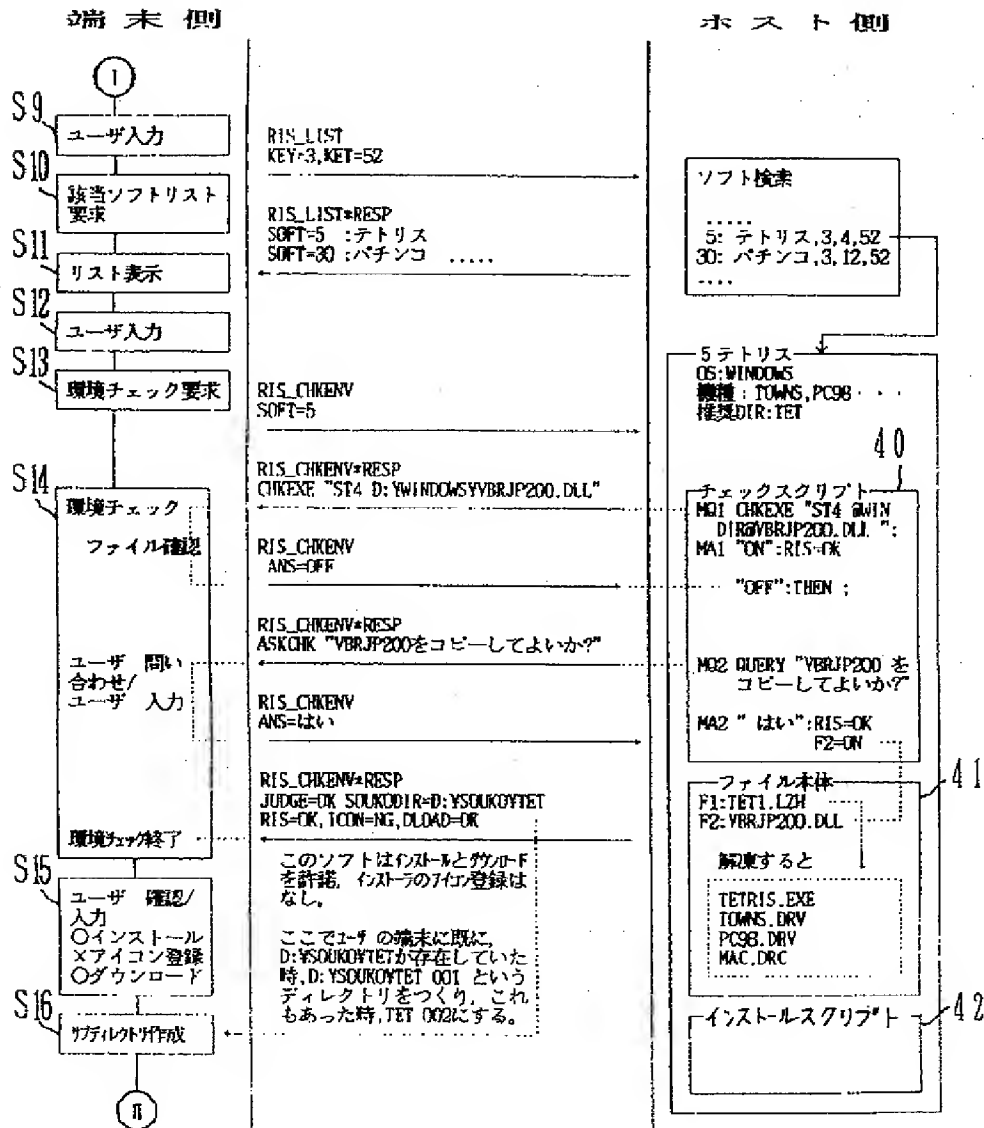 端末側
ホスト側
I
S9
ユーザ入力
S10
該当ソフトリスト
要求
S11
リスト表示
S12
ユーザ入力
S13
環境チェック要求
S14
環境チェック
ファイル確認
ユーザ 問い
合わせ/
ユーザ 入力
環境チェック終了
S15
ユーザ 確認/
入力
○インストール
×アイコン登録
○ダウンロード
S16
サブディレクトリ作成
II
RIS_LIST
KEY=3,KET=52
RIS_LIST*RESP
SOFT=5 :テトリス
SOFT=30 :パチンコ .....
RIS_CHKENV
SOFT=5
RIS_CHKENV*RESP
CHKEXE "ST4 D:¥WINDOWS¥VBRJP200.DLL"
RIS_CHKENV
ANS=OFF
RIS_CHKENV*RESP
ASKCHK "VBRJP200をコピーしてよいか?"
RIS_CHKENV
ANS=はい
RIS_CHKENV*RESP
JUDGE=OK SOUKODIR=D:¥SOUKO¥TET
RIS=OK,ICON=NG,DLOAD=OK
このソフトはインストールとダウンロード
を許諾, インストーラのアイコン登録は
なし。
ここでユーザ の端末に既に,
D:¥SOUKO¥TETが存在していた
時,D:¥SOUKO¥TET 001 という
ディレクトリをつくり, これ
もあった時,TET 002にする。
ソフト検索
.....
5: テトリス,3,4,52
30: パチンコ,3,12,52
....
5テトリス
OS:WINDOWS
機種: TOWNS,PC98・・・
推奨DIR:TET
40
チェックスクリプト
MQ1 CHKEXE "ST4 @WIN
DIR@VBRJP200.DLL ":
MA1 "ON":RIS=OK
"OFF":THEN ;
MQ2 QUERY "VBRJP200 を
コピーしてよいか?"
MA2 " はい":RIS=OK
F2=ON
41
ファイル本体
F1:TET1.LZH
F2:VBRJP200.DLL
解凍すると
TETRIS.EXE
TOWNS.DRV
PC98.DRV
MAC.DRC
インストールスクリプト
42